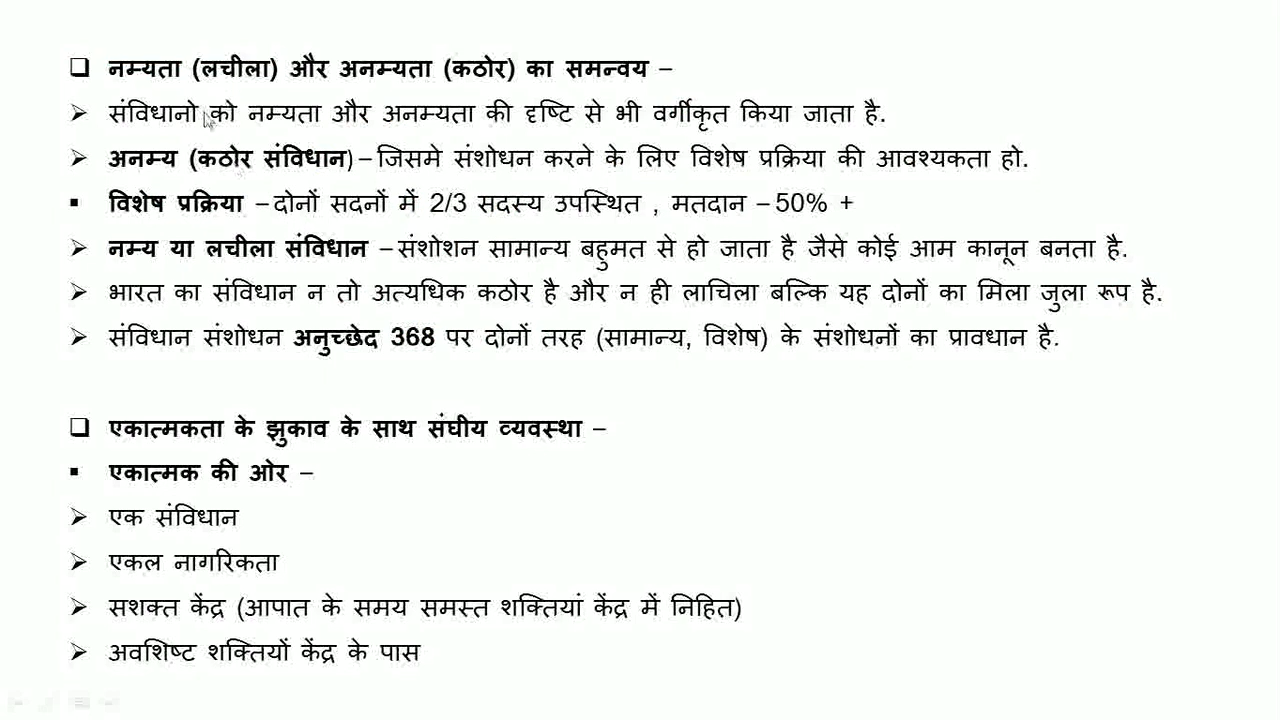 ❑ नम्यता (लचीला) और अनम्यता (कठोर) का समन्वय –
➢ संविधानो को नम्यता और अनम्यता की दृष्टि से भी वर्गीकृत किया जाता है.
➢ अनम्य (कठोर संविधान) – जिसमे संशोधन करने के लिए विशेष प्रक्रिया की आवश्यकता हो.
▪ विशेष प्रक्रिया – दोनों सदनों में 2/3 सदस्य उपस्थित , मतदान – 50% +
➢ नम्य या लचीला संविधान – संशोशन सामान्य बहुमत से हो जाता है जैसे कोई आम कानून बनता है.
➢ भारत का संविधान न तो अत्यधिक कठोर है और न ही लाचिला बल्कि यह दोनों का मिला जुला रूप है.
➢ संविधान संशोधन अनुच्छेद 368 पर दोनों तरह (सामान्य, विशेष) के संशोधनों का प्रावधान है.
❑ एकात्मकता के झुकाव के साथ संघीय व्यवस्था –
▪ एकात्मक की ओर –
➢ एक संविधान
➢ एकल नागरिकता
➢ सशक्त केंद्र (आपात के समय समस्त शक्तियां केंद्र में निहित)
➢ अवशिष्ट शक्तियों केंद्र के पास